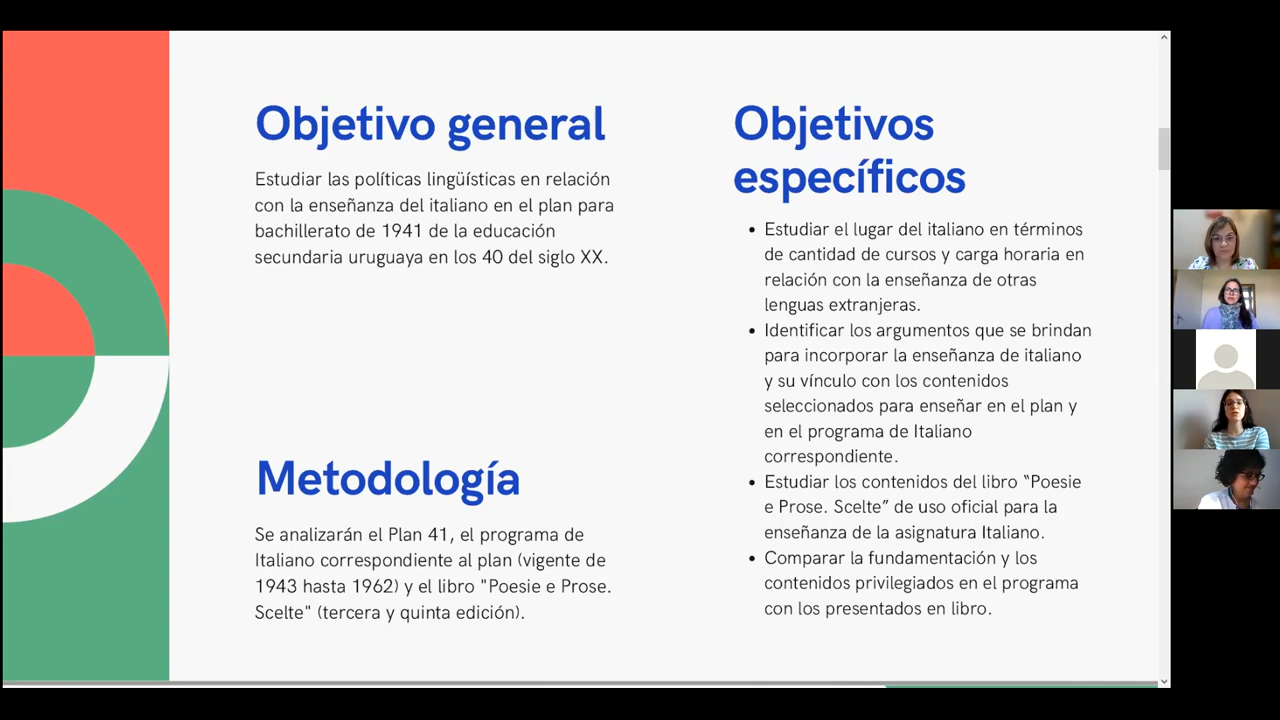 Objetivo general
Estudiar las políticas lingüísticas en relación
con la enseñanza del italiano en el plan para
bachillerato de 1941 de la educación
secundaria uruguaya en los 40 del siglo XX.
Metodología
Se analizarán el Plan 41, el programa de
Italiano correspondiente al plan (vigente de
1943 hasta 1962) y el libro "Poesie e Prose.
Scelte" (tercera y quinta edición).
Objetivos
específicos
• Estudiar el lugar del italiano en términos
de cantidad de cursos y carga horaria en
relación con la enseñanza de otras
lenguas extranjeras.
• Identificar los argumentos que se brindan
para incorporar la enseñanza de italiano
y su vínculo con los contenidos
seleccionados para enseñar en el plan y
en el programa de Italiano
correspondiente.
• Estudiar los contenidos del libro “Poesie
e Prose. Scelte” de uso oficial para la
enseñanza de la asignatura Italiano.
• Comparar la fundamentación y los
contenidos privilegiados en el programa
con los presentados en libro.